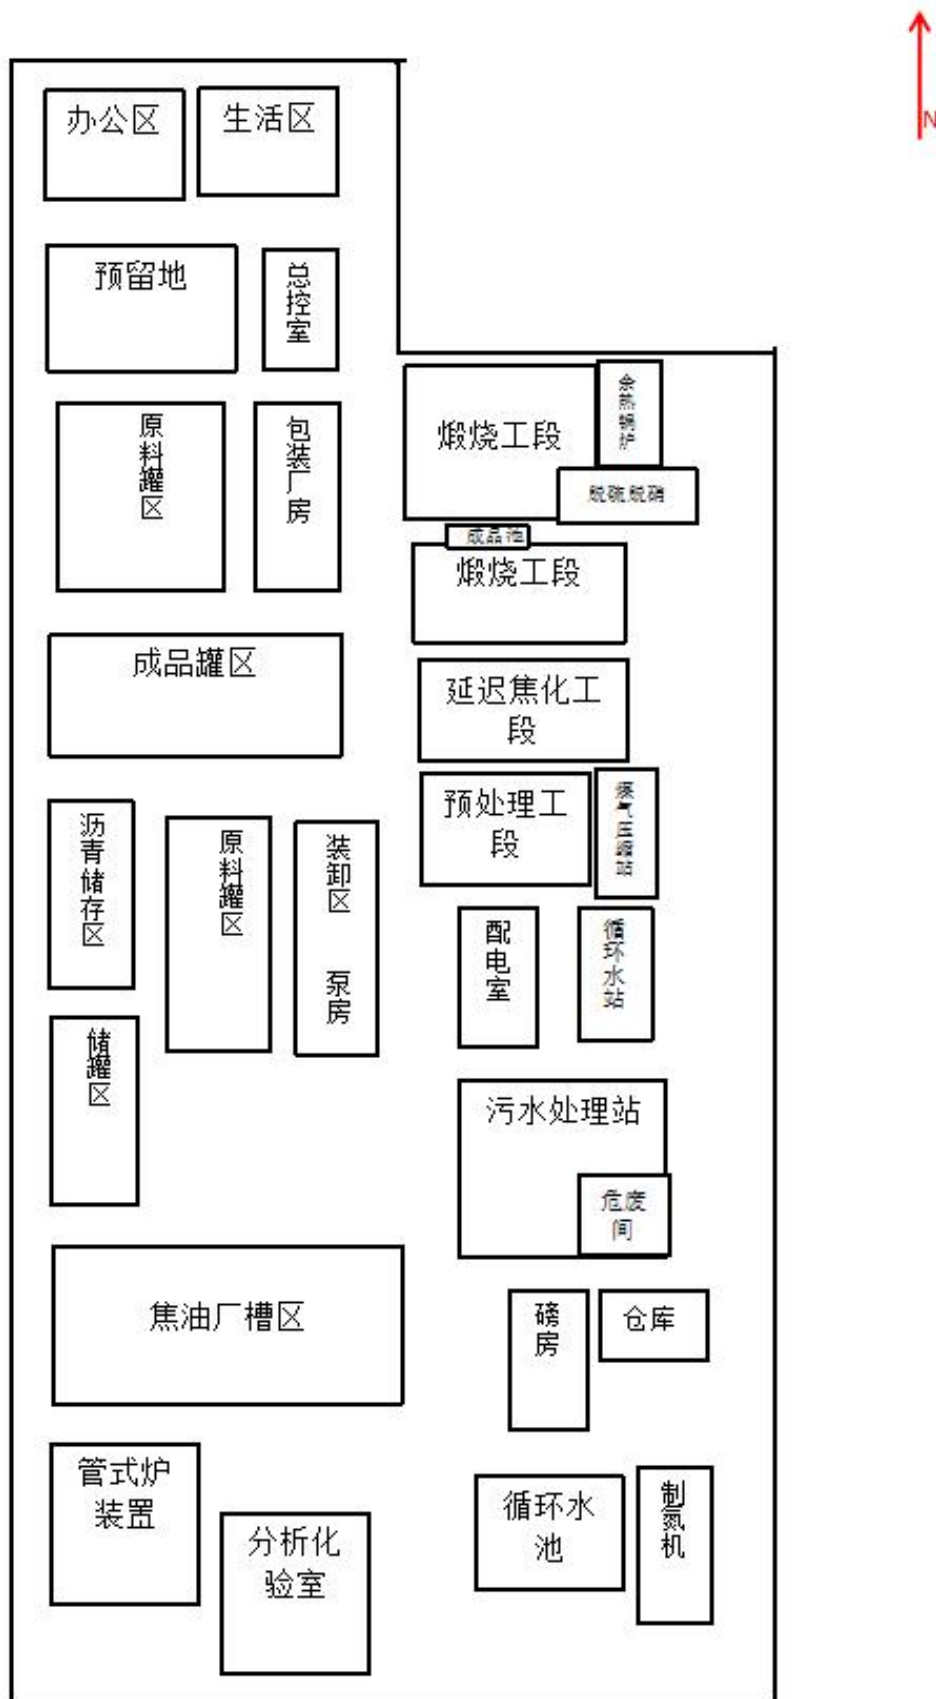 N
办公区
生活区
预留地
总控室
原料罐区
包装厂房
煅烧工段
余热锅炉
脱硫脱硝
成品池
煅烧工段
成品罐区
延迟焦化工
段
预处理工
段
煤气压缩站
沥青储存区
原料罐区
装卸区 泵房
配电室
循环水站
储罐区
污水处理站
危废
间
焦油厂槽区
磅房
仓库
管式炉
装置
分析化
验室
循环水
池
制氮机